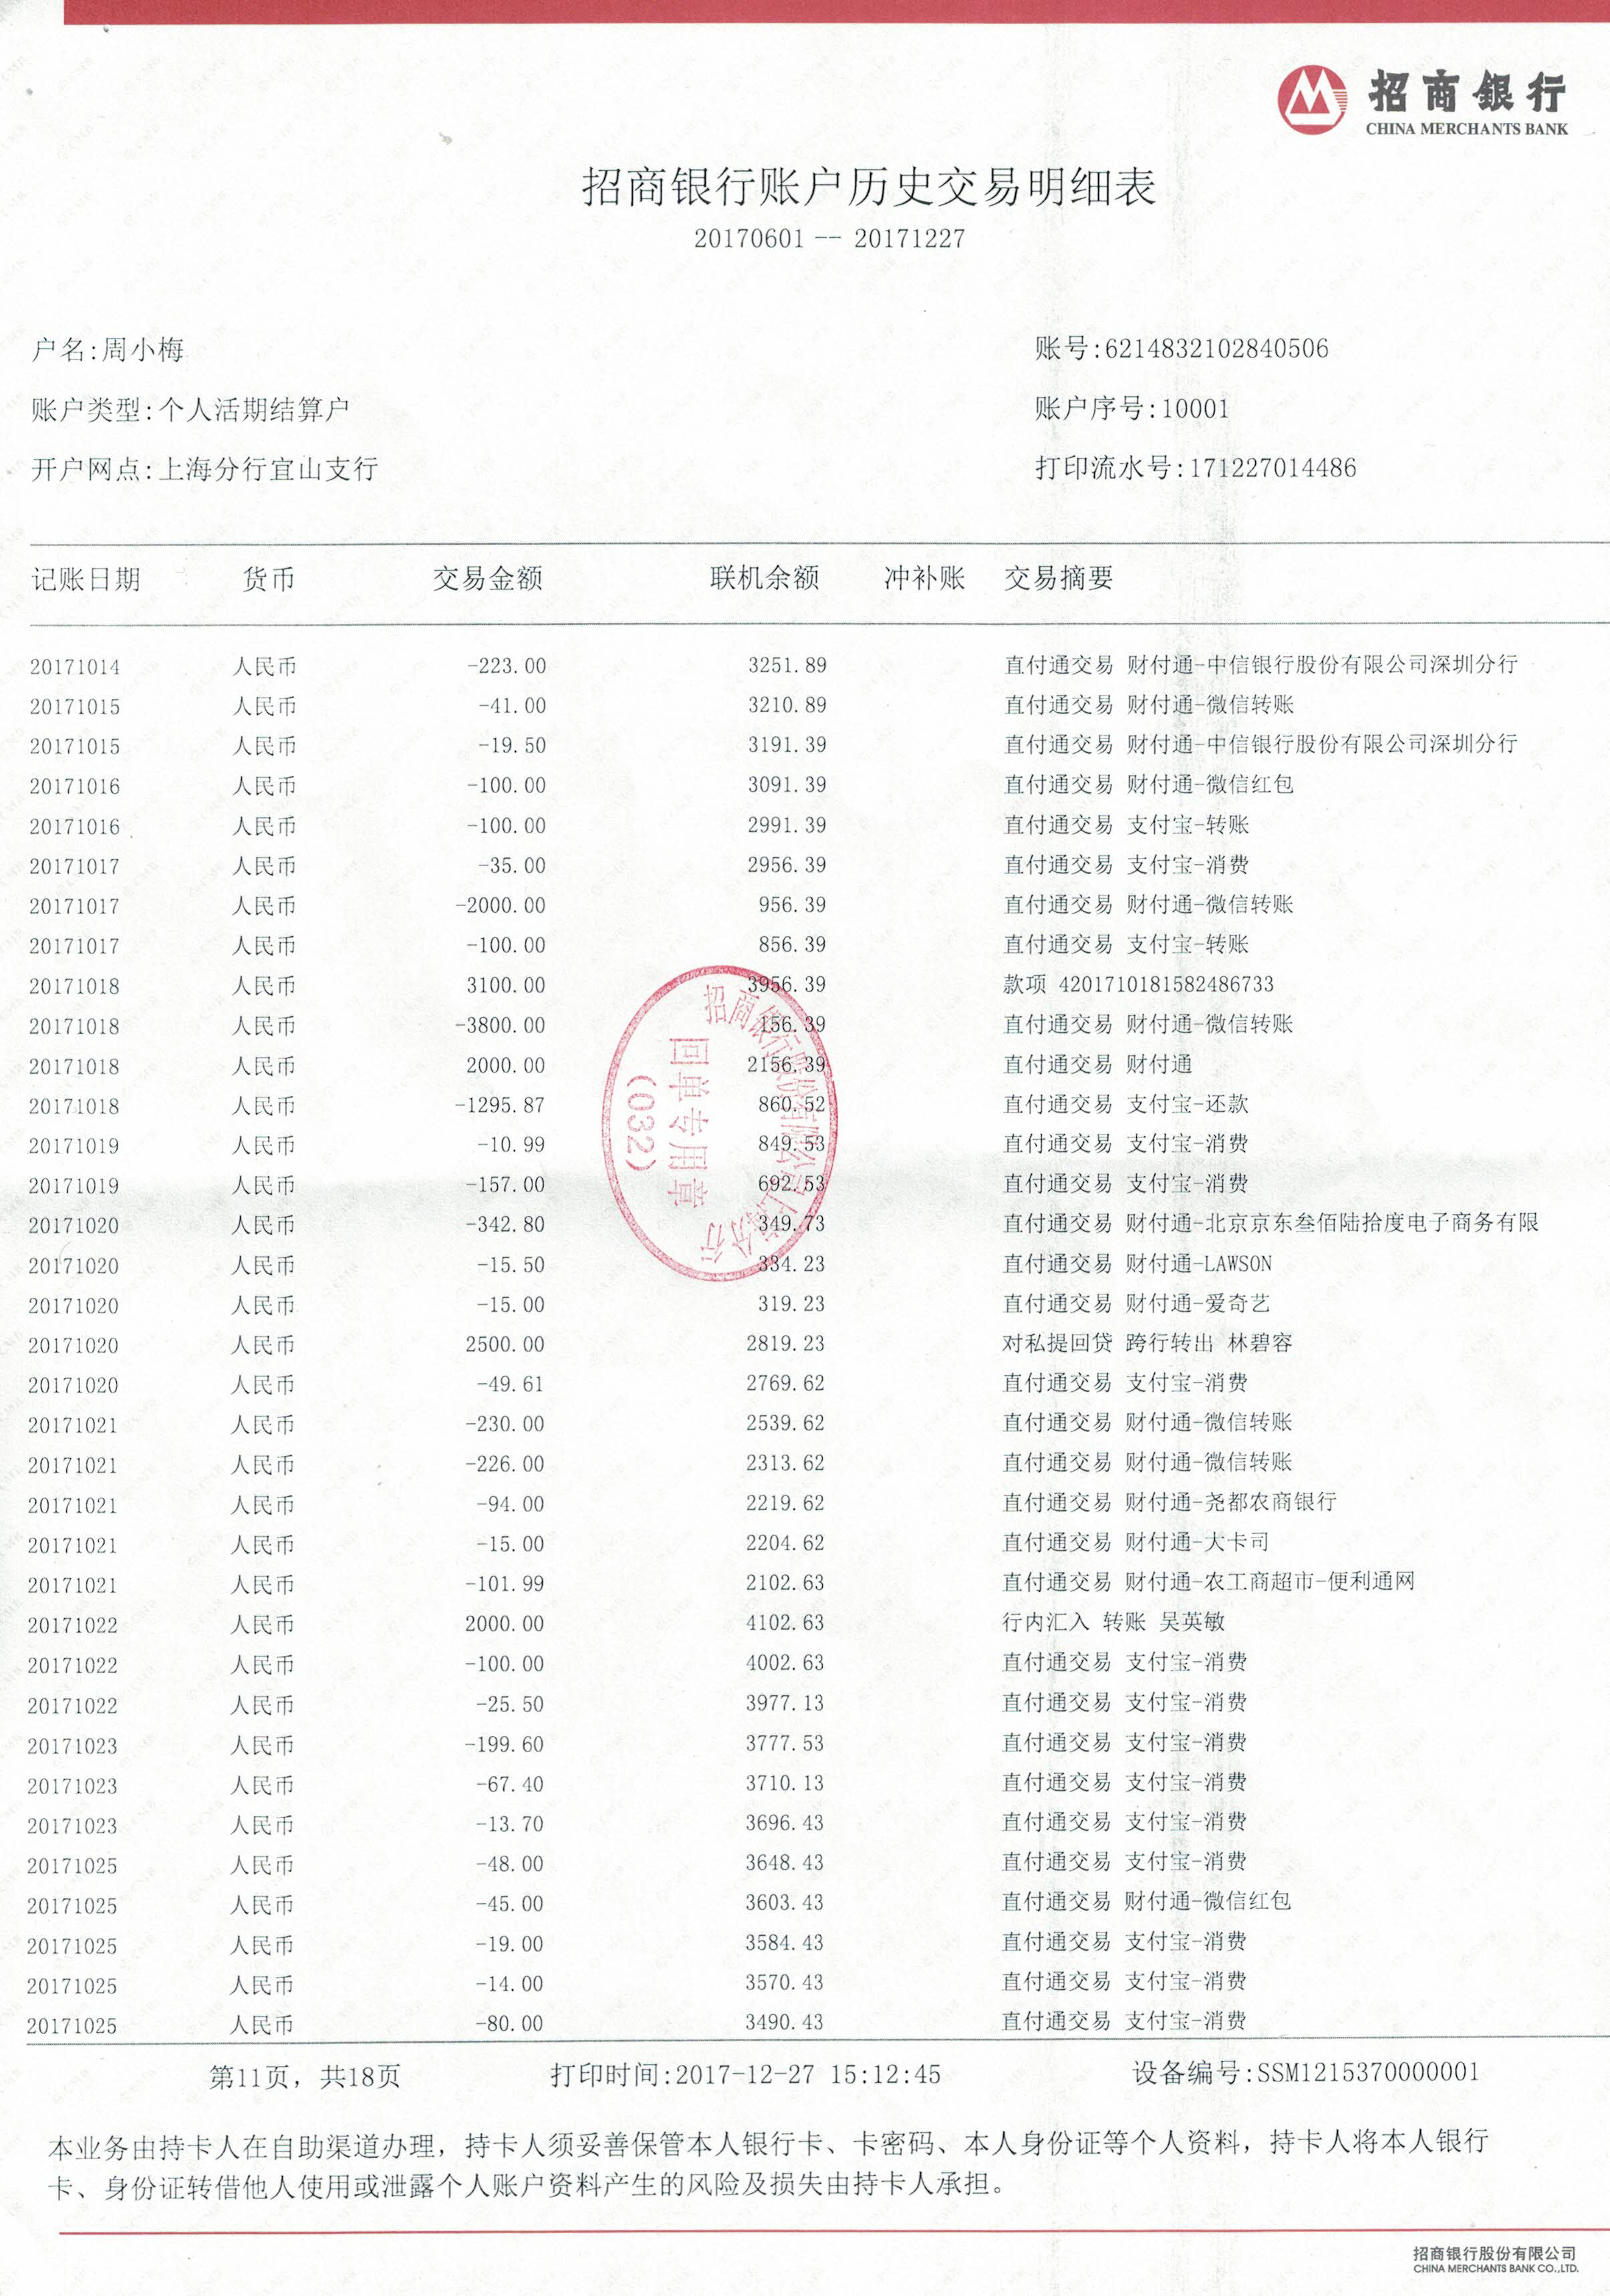 招商銀行
CHINA MERCHANTS BANK
招商银行账户历史交易明细表
20170601 -- 20171227
户名:周小梅 账号:6214832102840506
账户类型:个人活期结算户 账户序号:10001
开户网点:上海分行宜山支行 打印流水号:171227014486
记账日期 货币 交易金额 联机余额 冲补账 交易摘要
20171014 人民币 -223.00 3251.89 直付通交易 财付通-中信银行股份有限公司深圳分行
20171015 人民币 -41.00 3210.89 直付通交易 财付通-微信转账
20171015 人民币 -19.50 3191.39 直付通交易 财付通-中信银行股份有限公司深圳分行
20171016 人民币 -100.00 3091.39 直付通交易 财付通-微信红包
20171016 人民币 -100.00 2991.39 直付通交易 支付宝-转账
20171017 人民币 -35.00 2956.39 直付通交易 支付宝-消费
20171017 人民币 -2000.00 956.39 直付通交易 财付通-微信转账
20171017 人民币 -100.00 856.39 直付通交易 支付宝-转账
20171018 人民币 3100.00 3956.39 款项 4201710181582486733
20171018 人民币 -3800.00 156.39 直付通交易 财付通-微信转账
20171018 人民币 2000.00 2156.39 直付通交易 财付通
20171018 人民币 -1295.87 860.52 直付通交易 支付宝-还款
20171019 人民币 -10.99 849.53 直付通交易 支付宝-消费
20171019 人民币 -157.00 692.53 直付通交易 支付宝-消费
20171020 人民币 -342.80 349.73 直付通交易 财付通-北京京东叁佰陆拾度电子商务有限
20171020 人民币 -15.50 334.23 直付通交易 财付通-LAWSON
20171020 人民币 -15.00 319.23 直付通交易 财付通-爱奇艺
20171020 人民币 2500.00 2819.23 对私提回贷 跨行转出 林碧容
20171020 人民币 -49.61 2769.62 直付通交易 支付宝-消费
20171021 人民币 -230.00 2539.62 直付通交易 财付通-微信转账
20171021 人民币 -226.00 2313.62 直付通交易 财付通-微信转账
20171021 人民币 -94.00 2219.62 直付通交易 财付通-尧都农商银行
20171021 人民币 -15.00 2204.62 直付通交易 财付通-大卡司
20171021 人民币 -101.99 2102.63 直付通交易 财付通-农工商超市-便利通网
20171022 人民币 2000.00 4102.63 行内汇入 转账 吴英敏
20171022 人民币 -100.00 4002.63 直付通交易 支付宝-消费
20171022 人民币 -25.50 3977.13 直付通交易 支付宝-消费
20171023 人民币 -199.60 3777.53 直付通交易 支付宝-消费
20171023 人民币 -67.40 3710.13 直付通交易 支付宝-消费
20171023 人民币 -13.70 3696.43 直付通交易 支付宝-消费
20171025 人民币 -48.00 3648.43 直付通交易 支付宝-消费
20171025 人民币 -45.00 3603.43 直付通交易 财付通-微信红包
20171025 人民币 -19.00 3584.43 直付通交易 支付宝-消费
20171025 人民币 -14.00 3570.43 直付通交易 支付宝-消费
20171025 人民币 -80.00 3490.43 直付通交易 支付宝-消费
招商银行股份有限公司上海分行
回单专用章
(032)
第11页，共18页 打印时间:2017-12-27 15:12:45 设备编号:SSM1215370000001
本业务由持卡人在自助渠道办理，持卡人须妥善保管本人银行卡、卡密码、本人身份证等个人资料，持卡人将本人银行
卡、身份证转借他人使用或泄露个人账户资料产生的风险及损失由持卡人承担。
招商银行股份有限公司
CHINA MERCHANTS BANK CO.,LTD.